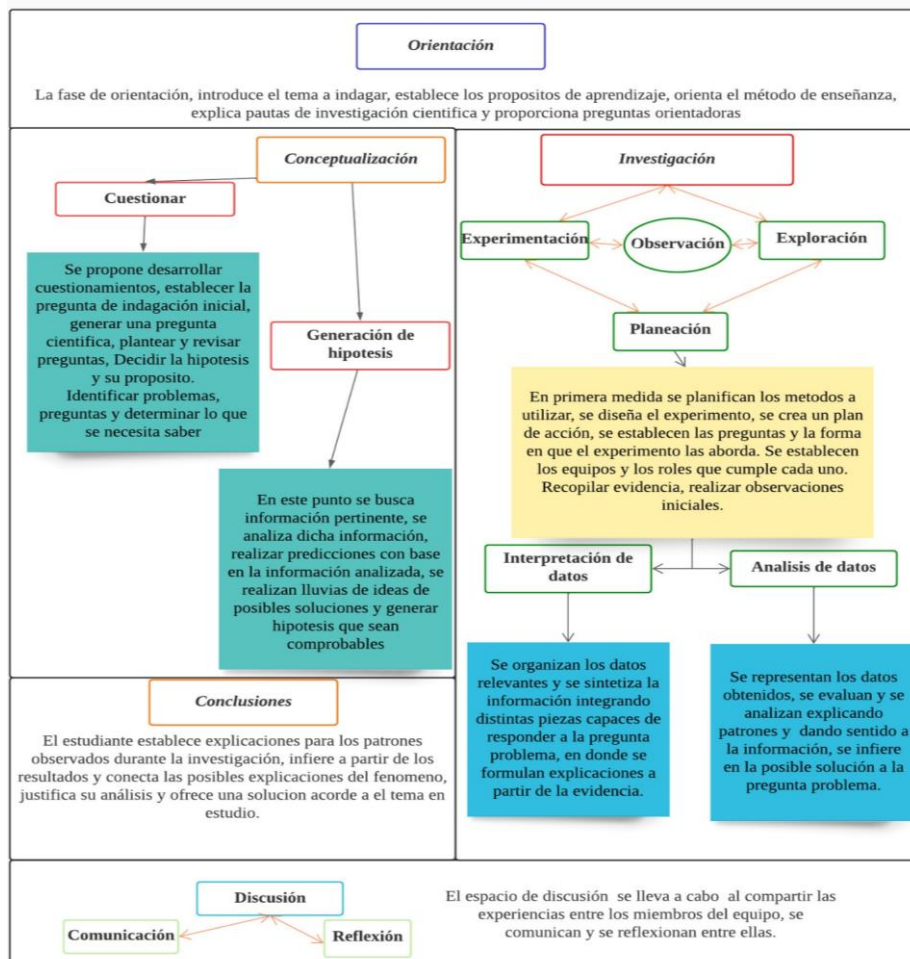 Orientación
La fase de orientación, introduce el tema a indagar, establece los propositos de aprendizaje, orienta el método de enseñanza,
explica pautas de investigación cientifica y proporciona preguntas orientadoras
Conceptualización
Cuestionar
Se propone desarrollar
cuestionamientos, establecer la
pregunta de indagación inicial,
generar una pregunta
cientifica, plantear y revisar
preguntas, Decidir la hipotesis
y su proposito.
Identificar problemas,
preguntas y determinar lo que
se necesita saber
Generación de
hipotesis
En este punto se busca
información pertinente, se
analiza dicha información,
realizar predicciones con base
en la información analizada, se
realizan lluvias de ideas de
posibles soluciones y generar
hipotesis que sean
comprobables
Investigación
Experimentación
Observación
Exploración
Planeación
En primera medida se planifican los metodos a
utilizar, se diseña el experimento, se crea un plan
de acción, se establecen las preguntas y la forma
en que el experimento las aborda. Se establecen
los equipos y los roles que cumple cada uno.
Recopilar evidencia, realizar observaciones
iniciales.
Interpretación de
datos
Analisis de datos
Se organizan los datos
relevantes y se sintetiza la
información integrando
distintas piezas capaces de
responder a la pregunta
problema, en donde se
formulan explicaciones a
partir de la evidencia.
Se representan los datos
obtenidos, se evaluan y se
analizan explicando
patrones y dando sentido a
la información, se infiere
en la posible solución a la
pregunta problema.
Conclusiones
El estudiante establece explicaciones para los patrones
observados durante la investigación, infiere a partir de los
resultados y conecta las posibles explicaciones del fenomeno,
justifica su análisis y ofrece una solucion acorde a el tema en
estudio.
Discusión
Comunicación
Reflexión
El espacio de discusión se lleva a cabo al compartir las
experiencias entre los miembros del equipo, se
comunican y se reflexionan entre ellas.